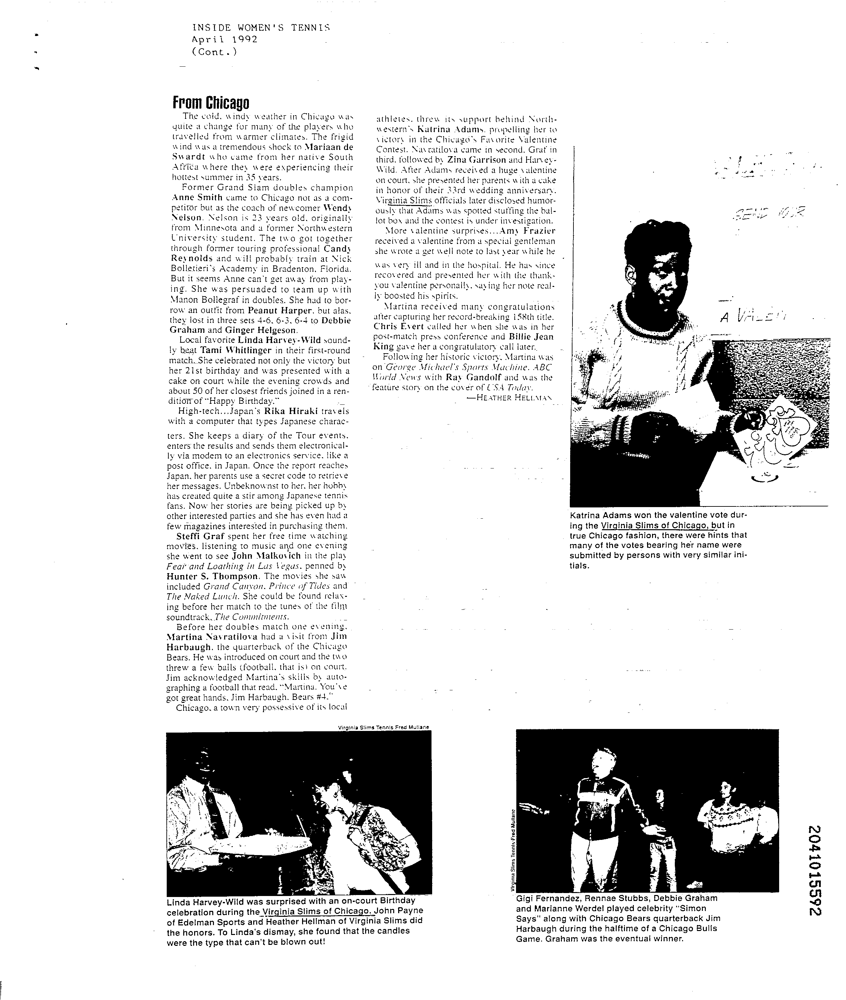 INSIDE WOMEN'S TENNIS
April 1992
(Cont.)
From Chicago
The cold, windy weather in Chicago was
quite a change for many of the players who
travelled from warmer climates. The frigid
wind was a tremendous shock to Mariaan de
Swardt who came from her native South
Africa where they were experiencing their
hottest summer in 35 years.
Former Grand Slam doubles champion
Anne Smith came to Chicago not as a com-
petitor but as the coach of newcomer Wendy
Nelson. Nelson is 23 years old, originally
from Minnesota and a former Northwestern
University student. The two got together
through former touring professional Candy
Reynolds and will probably train at Nick
Bolletieri's Academy in Bradenton, Florida.
But it seems Anne can't get away from play-
ing. She was persuaded to team up with
Manon Bollegraf in doubles. She had to bor-
row an outfit from Peanut Harper, but alas,
they lost in three sets 4-6, 6-3, 6-4 to Debbie
Graham and Ginger Helgeson.
Local favorite Linda Harvey-Wild sound-
ly beat Tami Whitlinger in their first-round
match. She celebrated not only the victory but
her 21st birthday and was presented with a
cake on court while the evening crowds and
about 50 of her closest friends joined in a ren-
dition of "Happy Birthday."
High-tech...Japan's Rika Hiraki travels
with a computer that types Japanese charac-
ters. She keeps a diary of the Tour events,
enters the results and sends them electronical-
ly via modem to an electronics service, like a
post office, in Japan. Once the report reaches
Japan, her parents use a secret code to retrieve
her messages. Unbeknownst to her, her hobby
has created quite a stir among Japanese tennis
fans. Now her stories are being picked up by
other interested parties and she has even had a
few magazines interested in purchasing them.
Steffi Graf spent her free time watching
movies, listening to music and one evening
she went to see John Malkovich in the play
Fear and Loathing in Las Vegas, penned by
Hunter S. Thompson. The movies she saw
included Grand Canyon, Prince of Tides and
The Naked Lunch. She could be found relax-
ing before her match to the tunes of the film
soundtrack, The Commitments.
Before her doubles match one evening,
Martina Navratilova had a visit from Jim
Harbaugh, the quarterback of the Chicago
Bears. He was introduced on court and the two
threw a few balls (football, that is) on court.
Jim acknowledged Martina's skills by auto-
graphing a football that read, "Martina, You've
got great hands, Jim Harbaugh, Bears #4."
Chicago, a town very possessive of its local
athletes, threw its support behind North-
western's Katrina Adams, propelling her to
victory in the Chicago's Favorite Valentine
Contest. Navratilova came in second, Graf in
third, followed by Zina Garrison and Harvey-
Wild. After Adams received a huge valentine
on court, she presented her parents with a cake
in honor of their 33rd wedding anniversary.
Virginia Slims officials later disclosed humor-
ously that Adams was spotted stuffing the bal-
lot box and the contest is under investigation.
More valentine surprises...Amy Frazier
received a valentine from a special gentleman
she wrote a get well note to last year while he
was very ill and in the hospital. He has since
recovered and presented her with the thank-
you valentine personally, saying her note real-
ly boosted his spirits.
Martina received many congratulations
after capturing her record-breaking 158th title.
Chris Evert called her when she was in her
post-match press conference and Billie Jean
King gave her a congratulatory call later.
Following her historic victory, Martina was
on George Michael's Sports Machine, ABC
World News with Ray Gandolf and was the
feature story on the cover of USA Today.
—HEATHER HELLMAN
SEND YOUR
A VALEN
Katrina Adams won the valentine vote dur-
ing the Virginia Slims of Chicago, but in
true Chicago fashion, there were hints that
many of the votes bearing her name were
submitted by persons with very similar ini-
tials.
Virginia Slims Tennis/Fred Mullane
Linda Harvey-Wild was surprised with an on-court Birthday
celebration during the Virginia Slims of Chicago. John Payne
of Edelman Sports and Heather Hellman of Virginia Slims did
the honors. To Linda's dismay, she found that the candles
were the type that can't be blown out!
Virginia Slims Tennis/Fred Mullane
Gigi Fernandez, Rennae Stubbs, Debbie Graham
and Marianne Werdel played celebrity "Simon
Says" along with Chicago Bears quarterback Jim
Harbaugh during the halftime of a Chicago Bulls
Game. Graham was the eventual winner.
2041015592